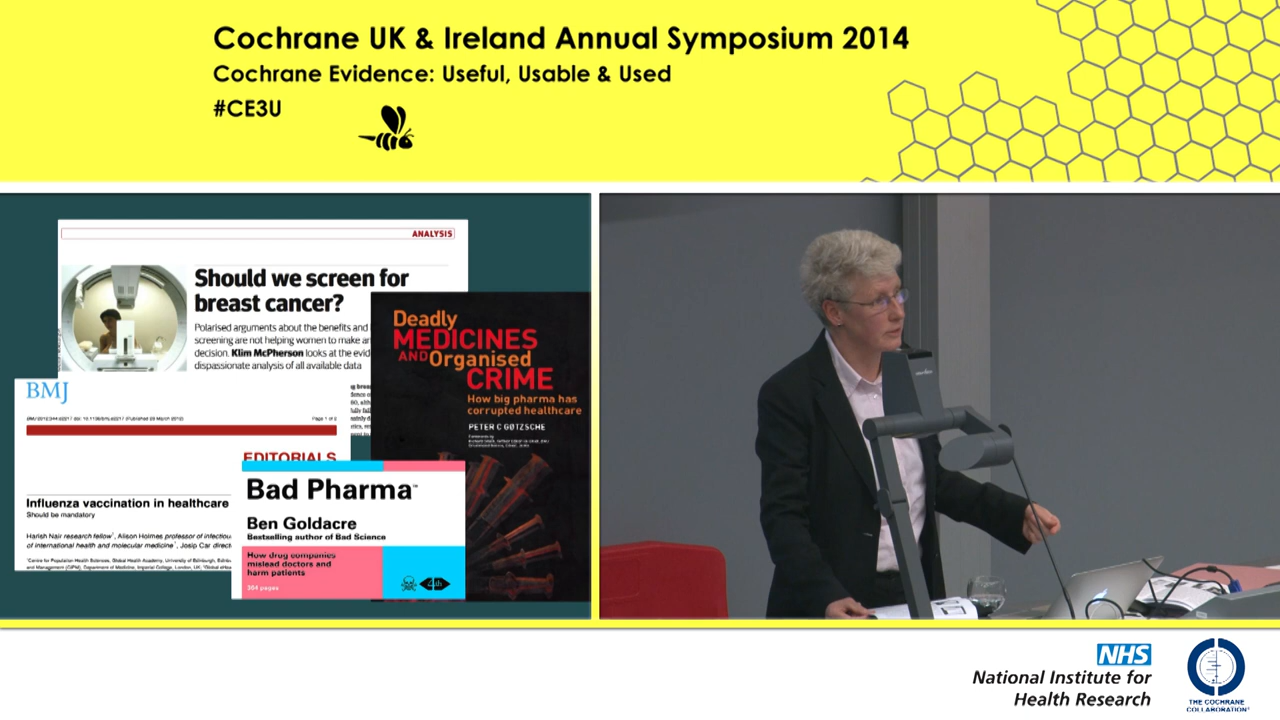 Cochrane UK & Ireland Annual Symposium 2014
Cochrane Evidence: Useful, Usable & Used
#CE3U
ANALYSIS
Should we screen for
breast cancer?
Polarised arguments about the benefits and
screening are not helping women to make an
decision. Klim McPherson looks at the evid
dispassionate analysis of all available data
BMJ
Page 1 of 2
EDITORIALS
Influenza vaccination in healthcare
Should be mandatory
Harish Nair research fellow, Alison Holmes professor of infectiou
of international health and molecular medicine, Josip Car direct
Deadly
MEDICINES
AND Organised
CRIME
How big pharma has
corrupted healthcare
PETER C GØTZSCHE
Bad Pharma™
Ben Goldacre
Bestselling author of Bad Science
How drug companies
mislead doctors and
harm patients
4th
NHS
National Institute for
Health Research
THE COCHRANE
COLLABORATION®